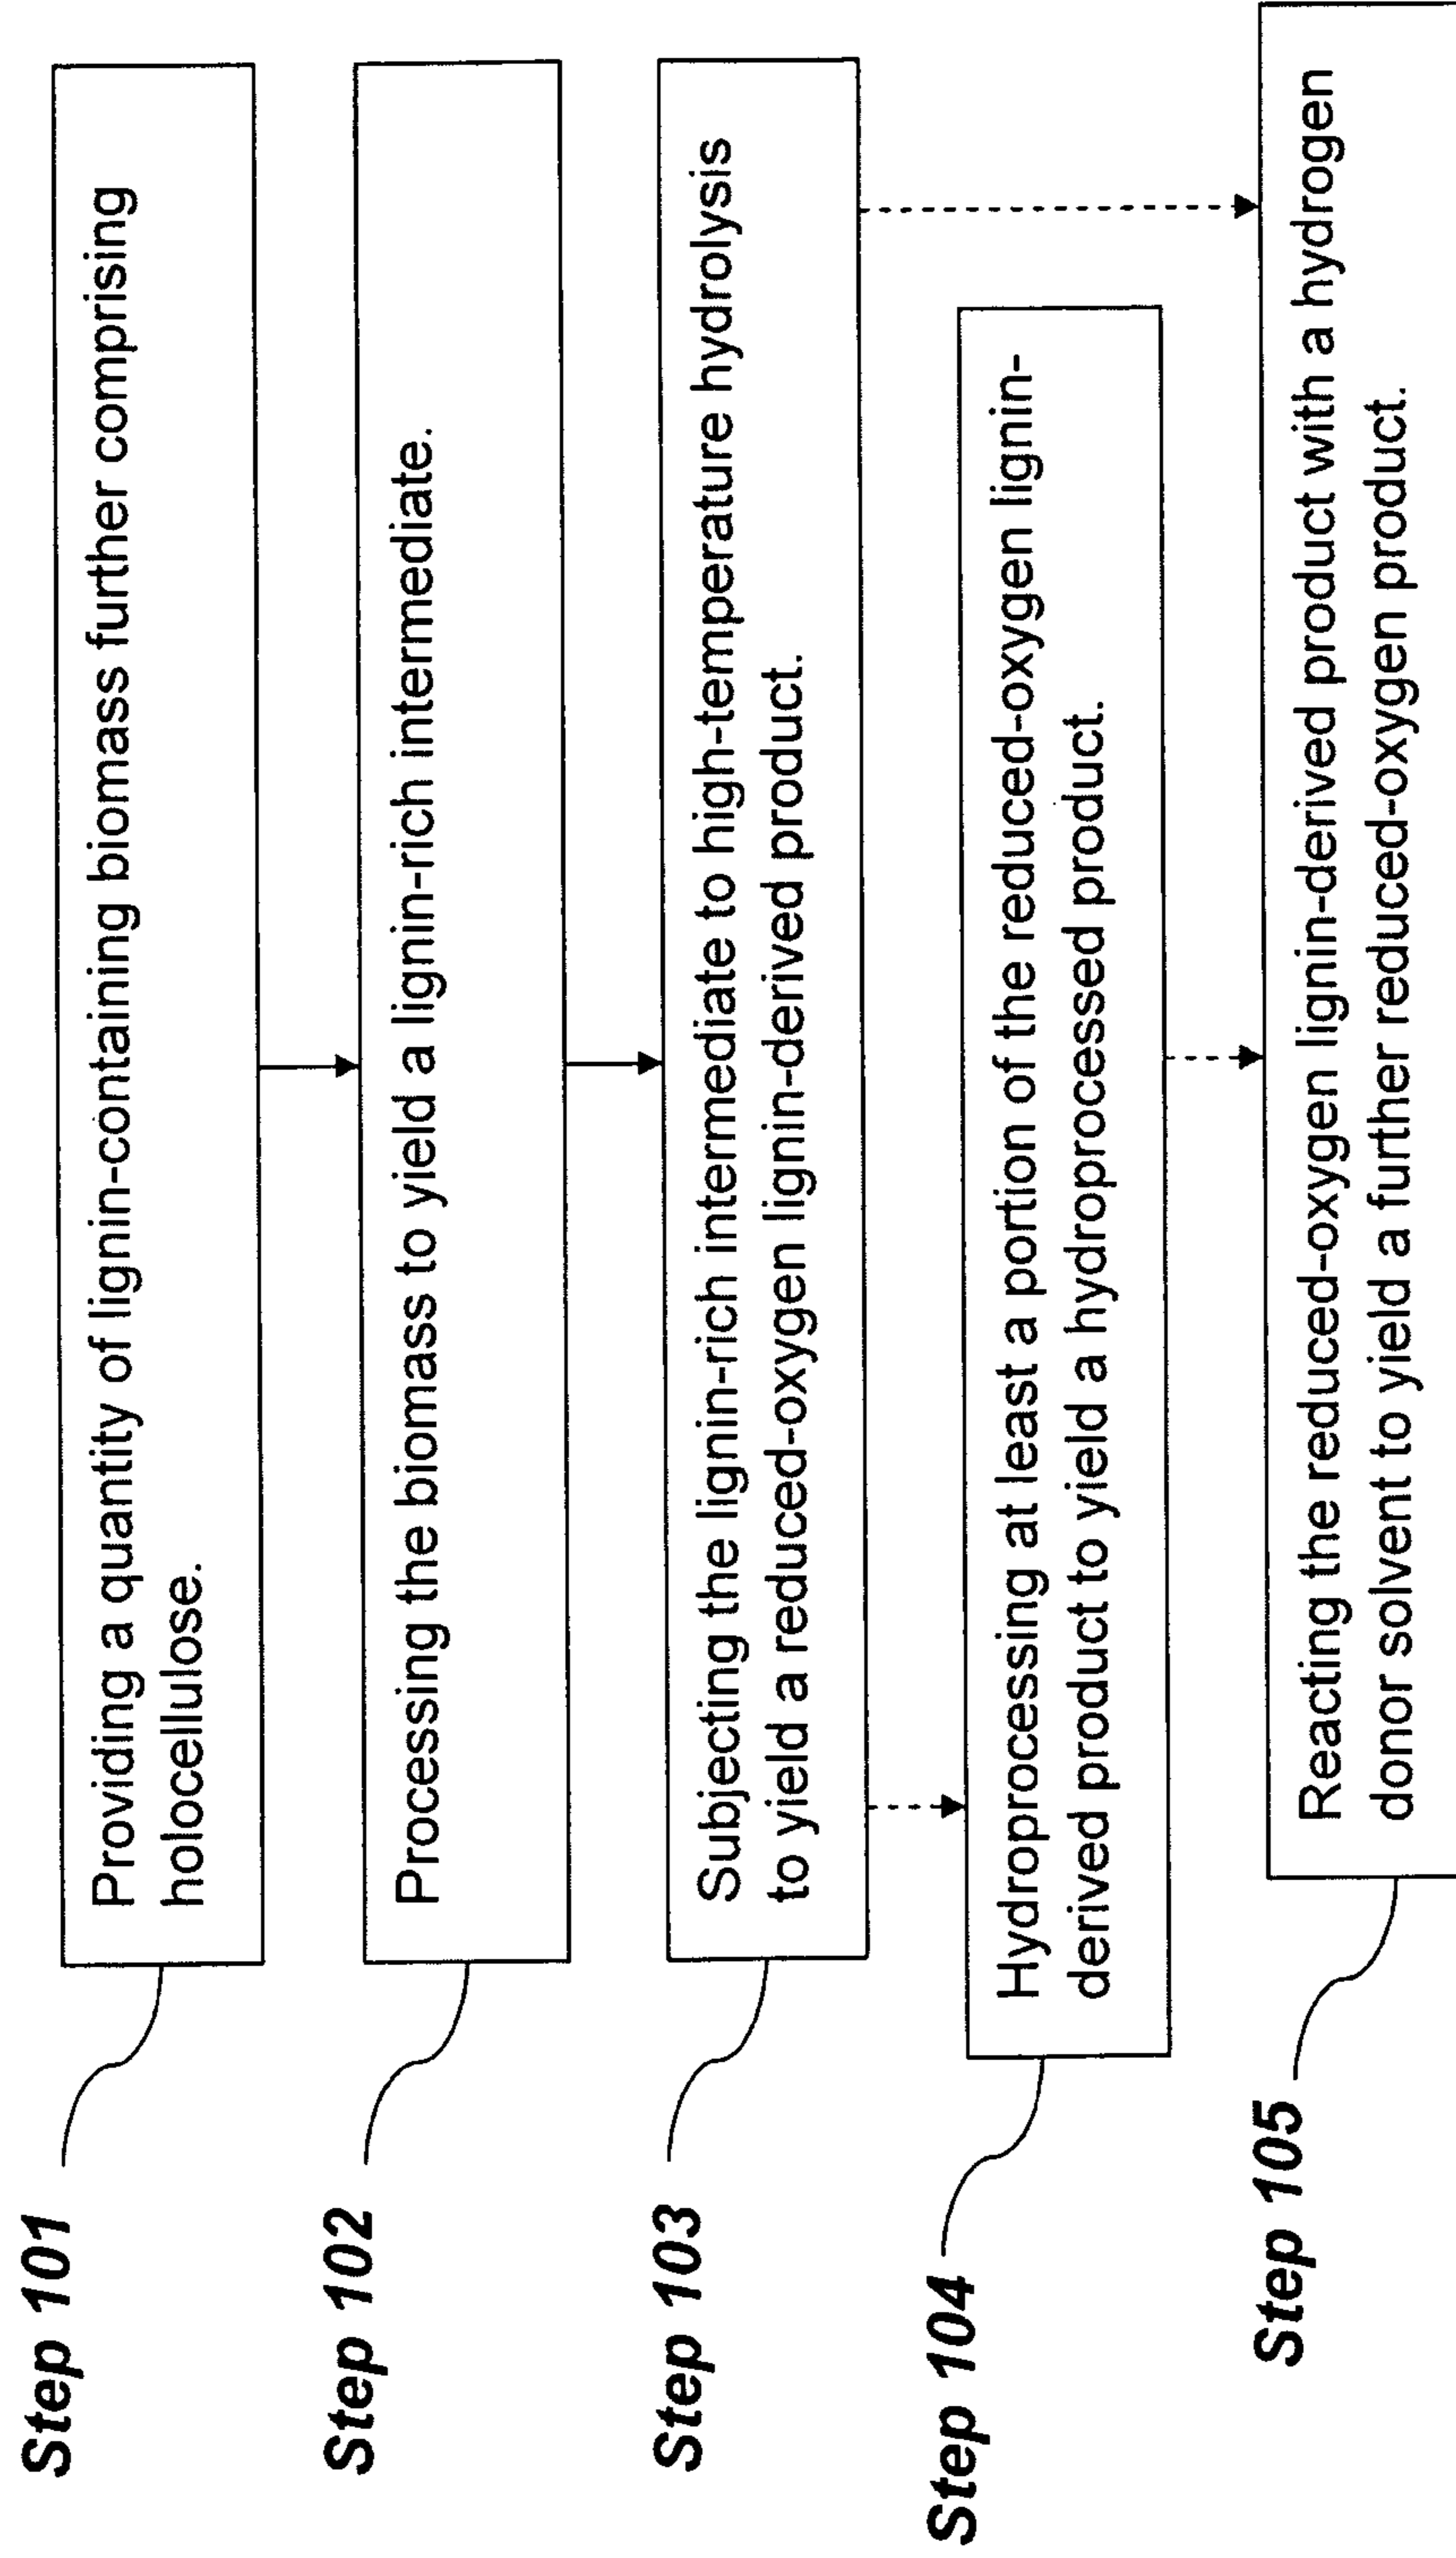 Step 101
Providing a quantity of lignin-containing biomass further comprising
holocellulose.
Step 102
Processing the biomass to yield a lignin-rich intermediate.
Step 103
Subjecting the lignin-rich intermediate to high-temperature hydrolysis
to yield a reduced-oxygen lignin-derived product.
Step 104
Hydroprocessing at least a portion of the reduced-oxygen lignin-
derived product to yield a hydroprocessed product.
Step 105
Reacting the reduced-oxygen lignin-derived product with a hydrogen
donor solvent to yield a further reduced-oxygen product.